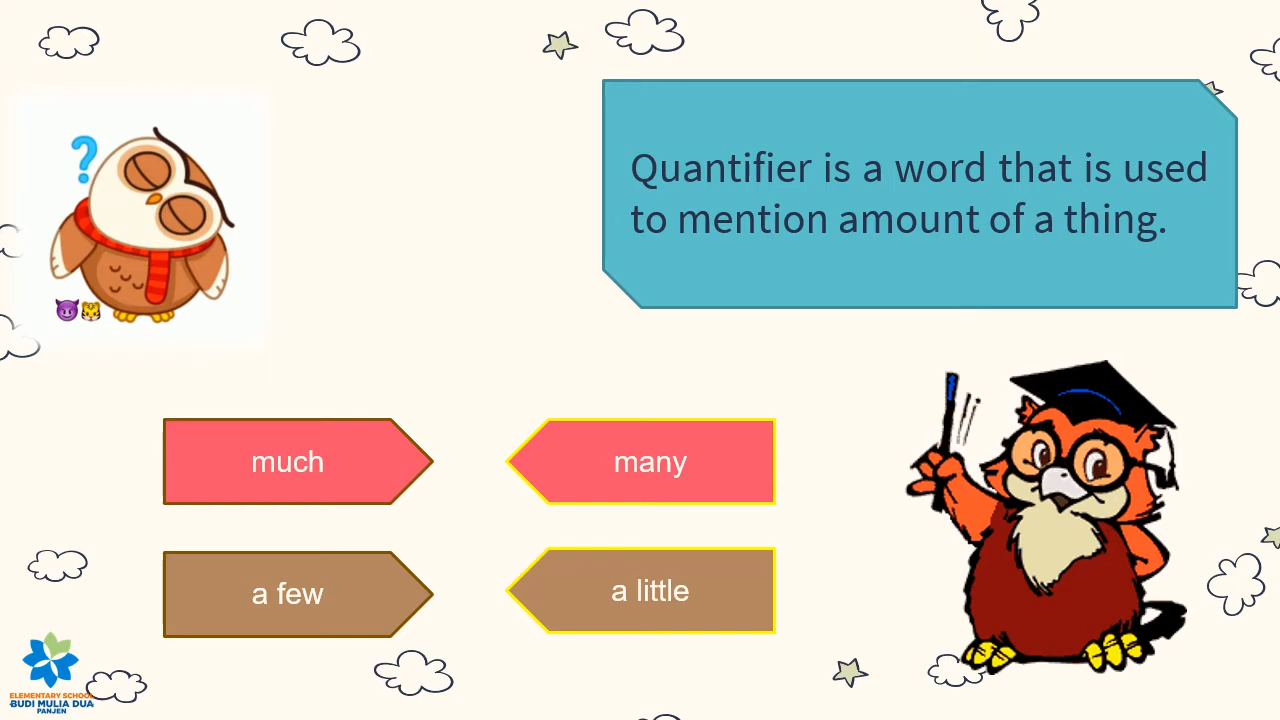 ?
Quantifier is a word that is used
to mention amount of a thing.
much
many
a few
a little
ELEMENTARY SCHOOL
BUDI MULIA DUA
PANJEN